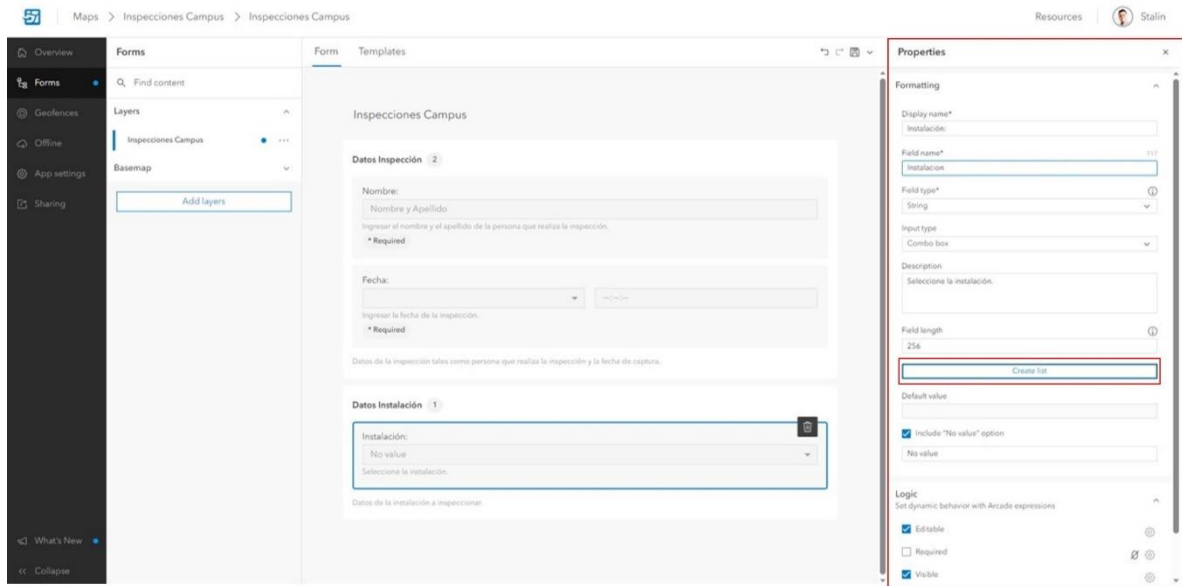 Maps > Inspecciones Campus > Inspecciones Campus
Resources
Stalin
Overview
Forms
Geofences
Offline
App settings
Sharing
What's New
<< Collapse
Forms
Find content
Layers
Inspecciones Campus
Basemap
Add layers
Form Templates
Inspecciones Campus
Datos Inspección 2
Nombre:
Nombre y Apellido
Ingresar el nombre y el apellido de la persona que realiza la inspección.
* Required
Fecha:
--:--:--
Ingresar la fecha de la inspección.
* Required
Datos de la inspección tales como persona que realiza la inspección y la fecha de captura.
Datos Instalación 1
Instalación:
No value
Seleccione la instalación.
Datos de la instalación a inspeccionar.
Properties
Formatting
Display name*
Instalación:
Field name*
Instalacion
Field type*
String
Input type
Combo box
Description
Seleccione la instalación.
Field length
256
Create list
Default value
Include "No value" option
No value
Logic
Set dynamic behavior with Arcade expressions
Editable
Required
Visible